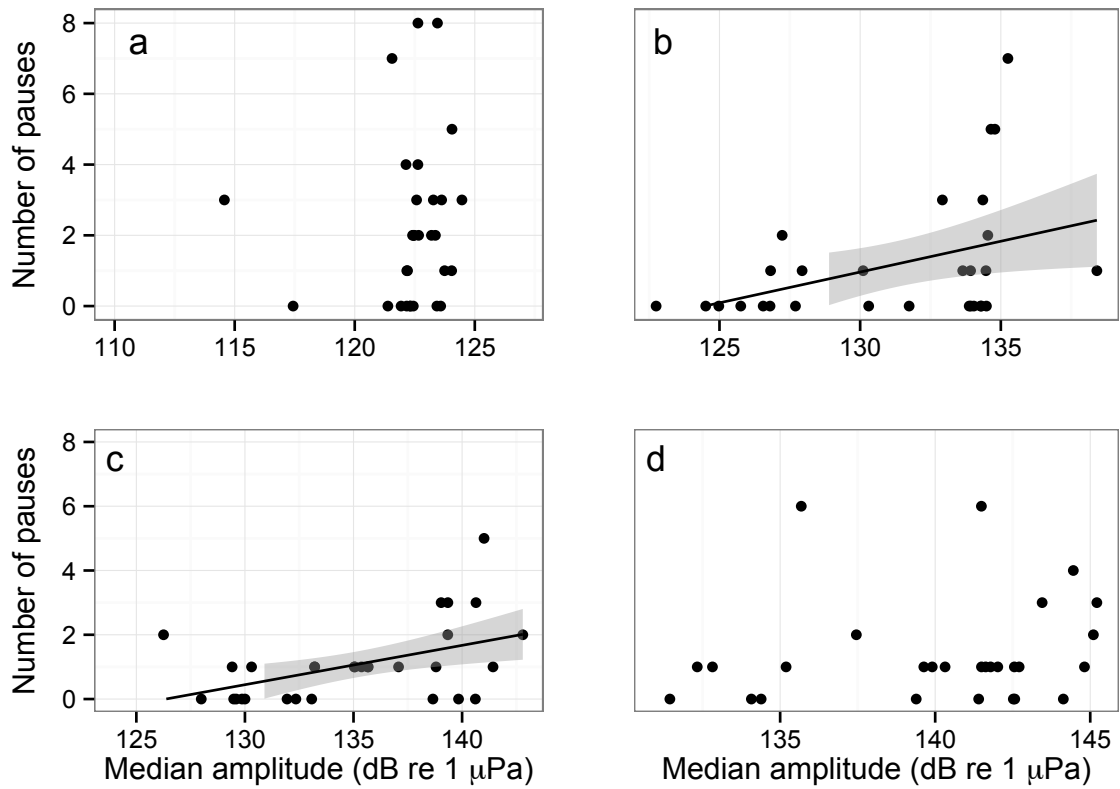 a
b
Number of pauses
8
6
4
2
0
110 115 120 125
125 130 135
c
d
Number of pauses
8
6
4
2
0
125 130 135 140
135 140 145
Median amplitude (dB re 1 μPa)
Median amplitude (dB re 1 μPa)